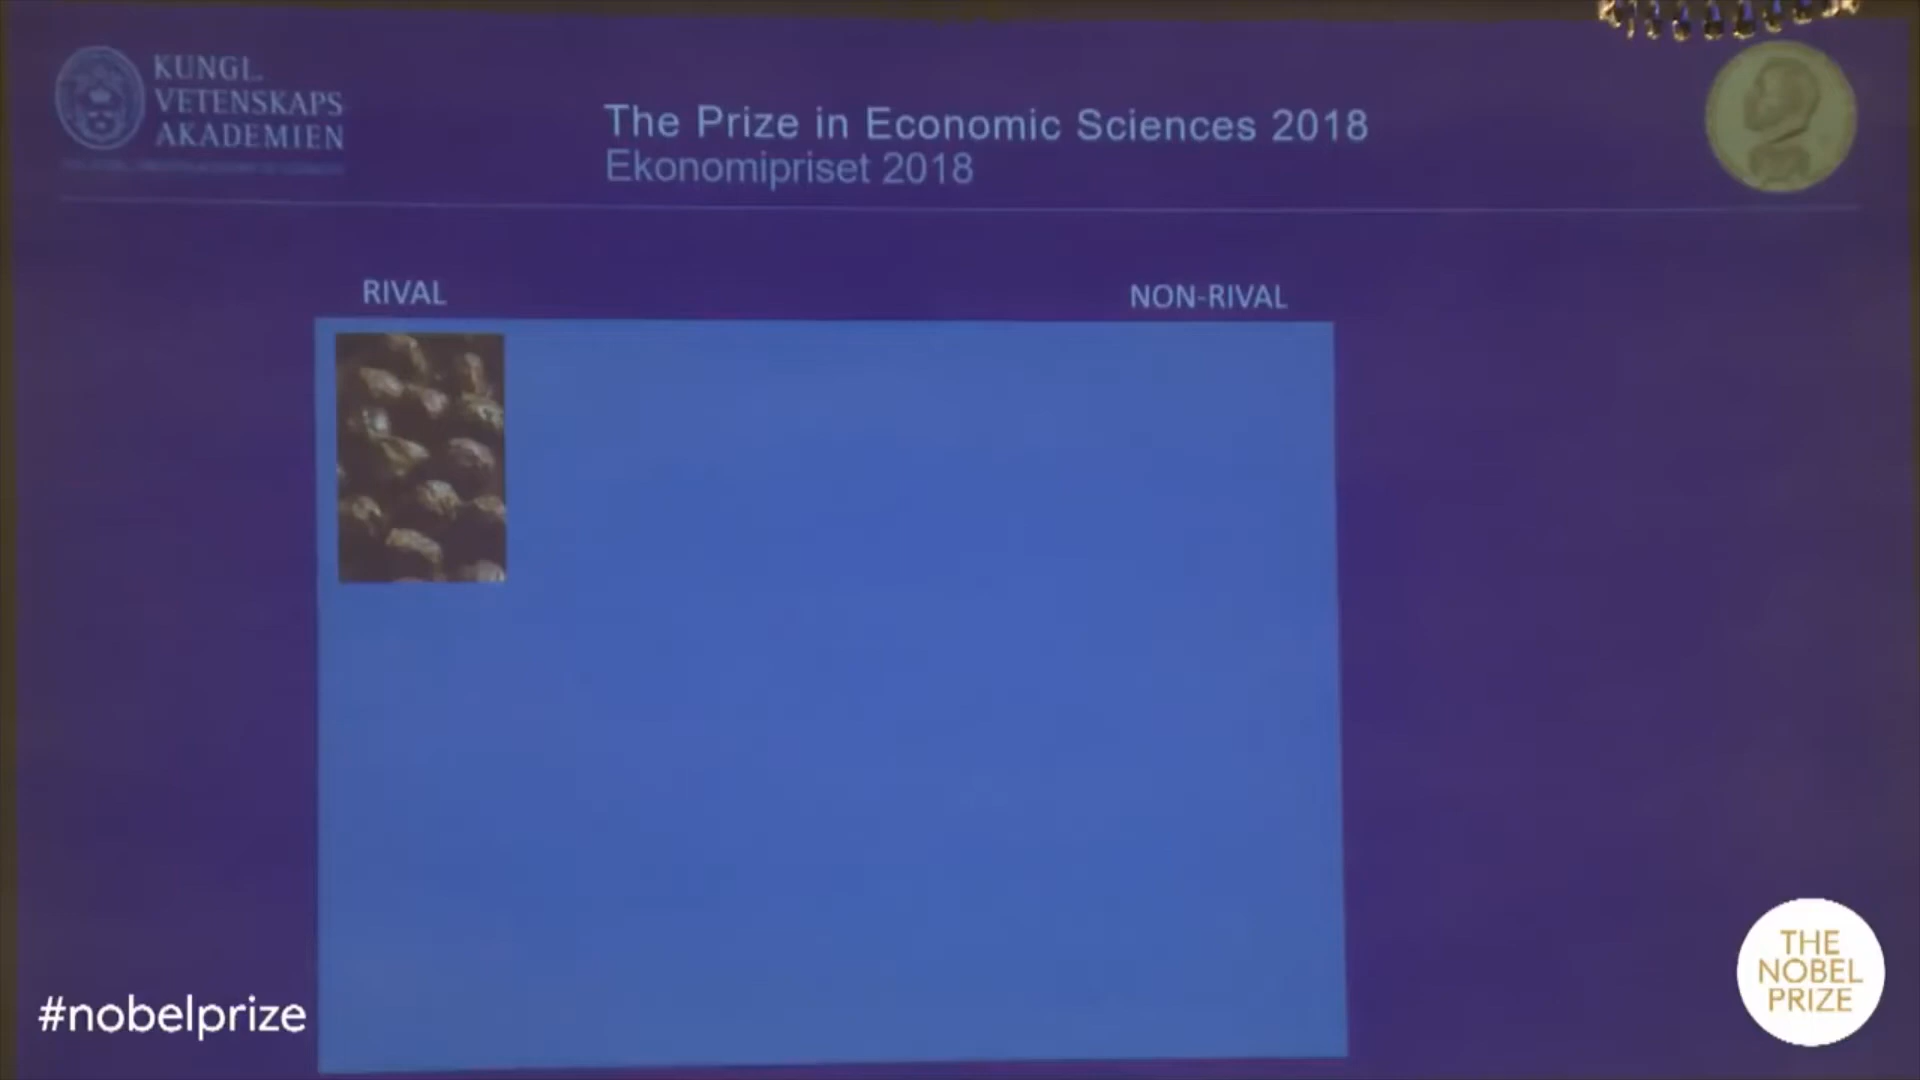 KUNGL.
VETENSKAPS
AKADEMIEN
The Prize in Economic Sciences 2018
Ekonomipriset 2018
RIVAL
NON-RIVAL
#nobelprize
THE
NOBEL
PRIZE